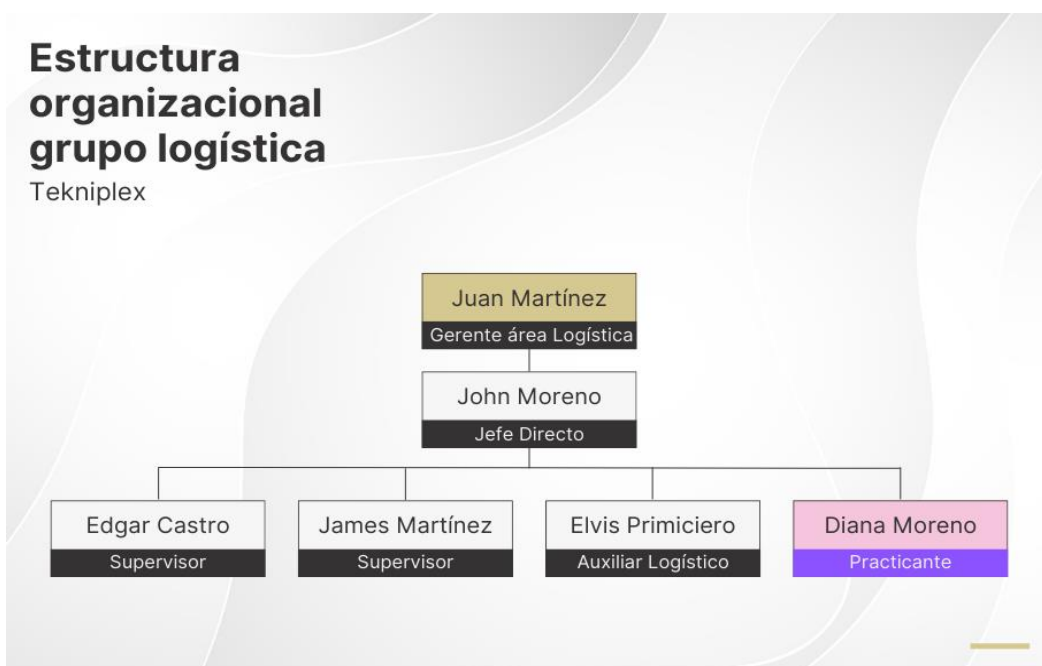 Estructura
organizacional
grupo logística
Tekniplex
Juan Martínez
Gerente área Logística
John Moreno
Jefe Directo
Edgar Castro
Supervisor
James Martínez
Supervisor
Elvis Primiciero
Auxiliar Logístico
Diana Moreno
Practicante